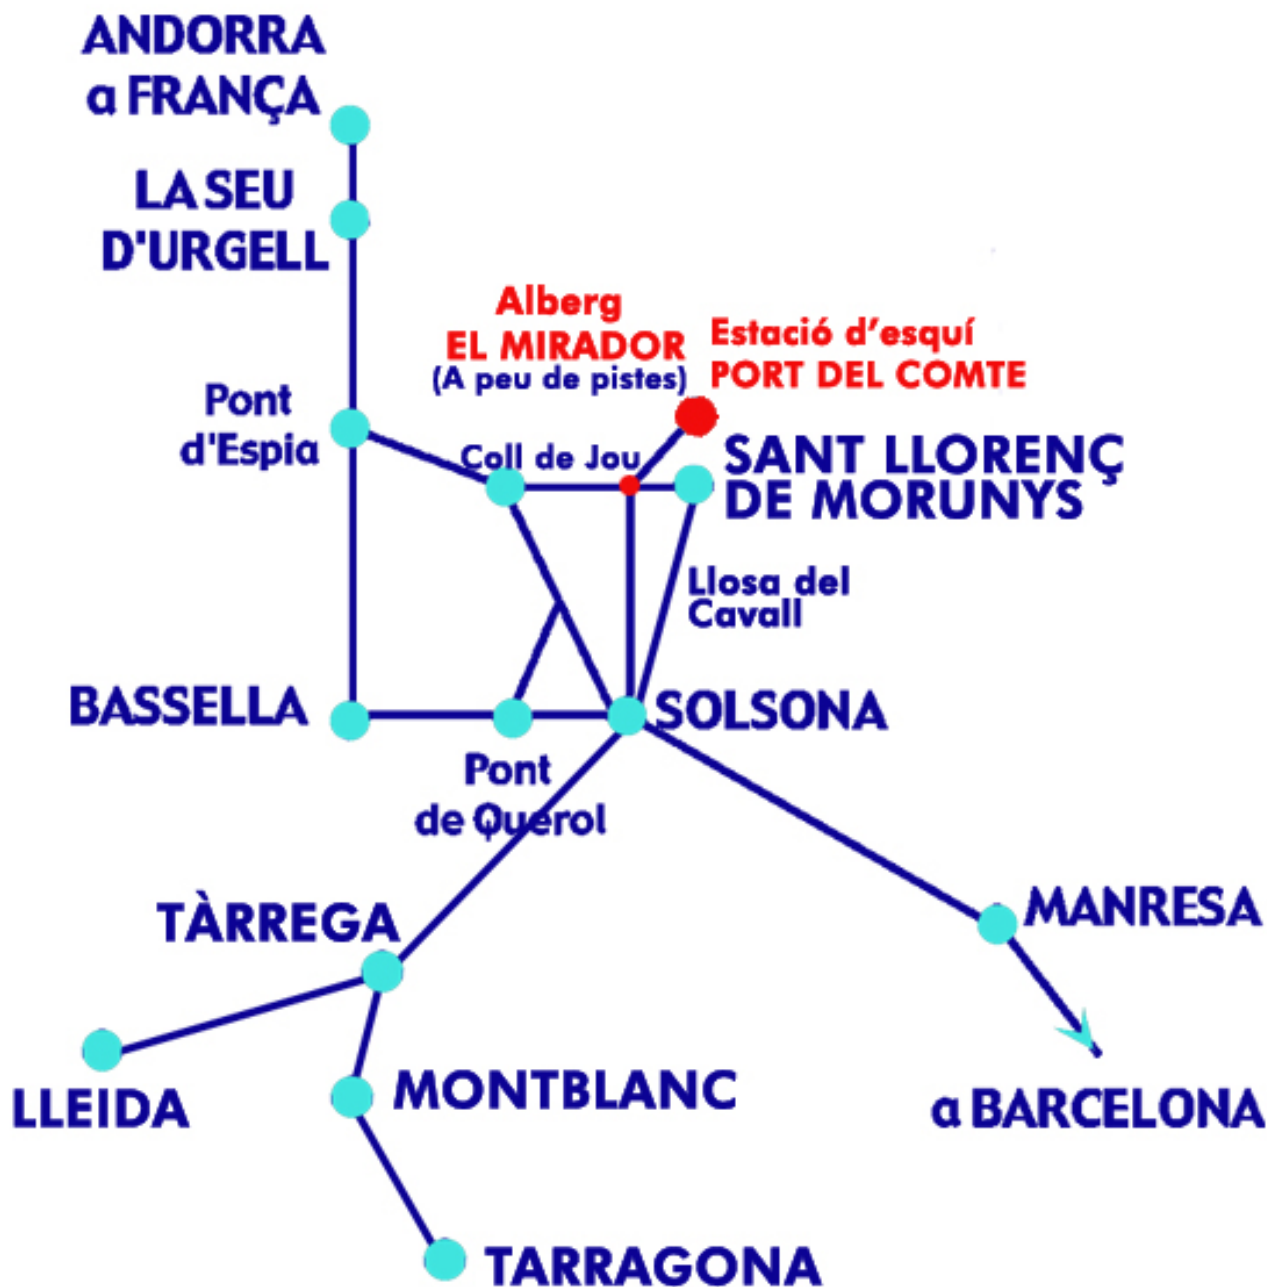 ANDORRA
a FRANÇA
LA SEU
D'URGELL
Alberg
EL MIRADOR
(A peu de pistes)
Estació d’esquí
PORT DEL COMTE
Pont
d'Espia
Coll de Jou
SANT LLORENÇ
DE MORUNYS
Llosa del
Cavall
BASSELLA
SOLSONA
Pont
de Querol
TÀRREGA
MANRESA
LLEIDA
MONTBLANC
a BARCELONA
TARRAGONA